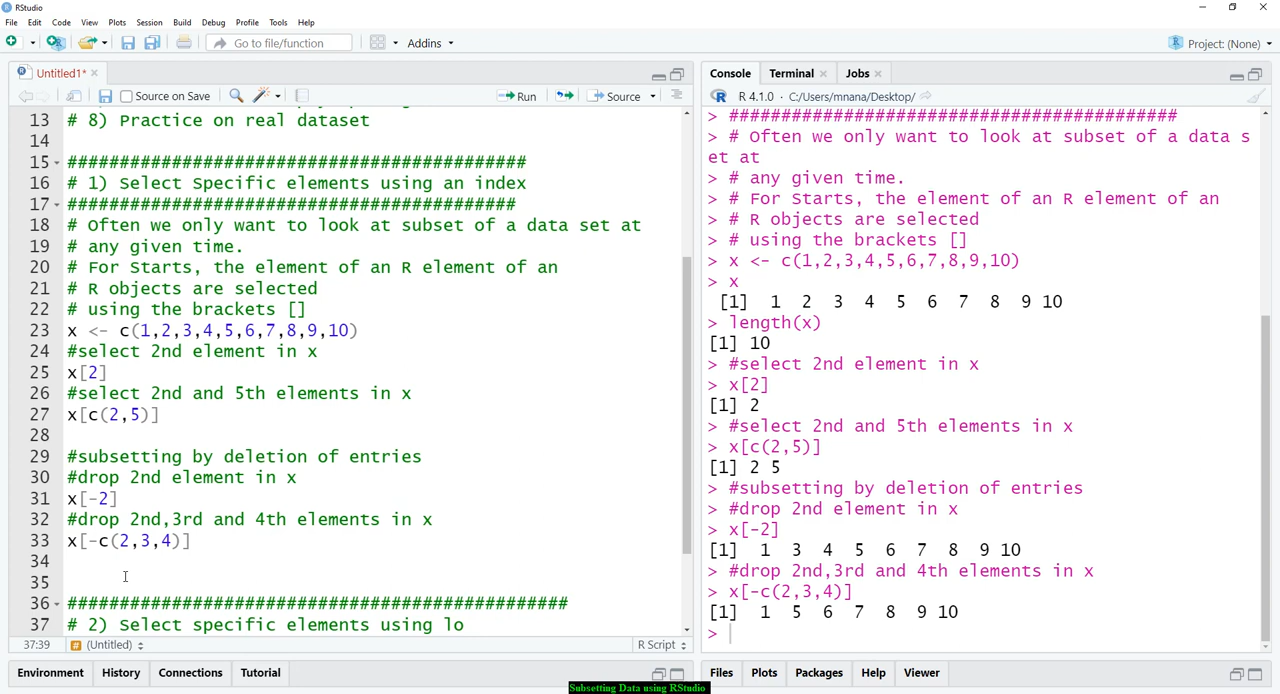 RStudio
File Edit Code View Plots Session Build Debug Profile Tools Help
Go to file/function Addins Project: (None)
Untitled1*
Source on Save Run Source
13 # 8) Practice on real dataset
14
15 ############################################
16 # 1) Select Specific elements using an index
17 ###########################################
18 # Often we only want to look at subset of a data set at
19 # any given time.
20 # For Starts, the element of an R element of an
21 # R objects are selected
22 # using the brackets []
23 x <- c(1,2,3,4,5,6,7,8,9,10)
24 #select 2nd element in x
25 x[2]
26 #select 2nd and 5th elements in x
27 x[c(2,5)]
28
29 #subsetting by deletion of entries
30 #drop 2nd element in x
31 x[-2]
32 #drop 2nd,3rd and 4th elements in x
33 x[-c(2,3,4)]
34
35
36 ################################################
37 # 2) Select specific elements using lo
37:39 # (Untitled) R Script
Environment History Connections Tutorial
Console Terminal Jobs
R 4.1.0 · C:/Users/mnana/Desktop/
> ###########################################
> # Often we only want to look at subset of a data s
et at
> # any given time.
> # For Starts, the element of an R element of an
> # R objects are selected
> # using the brackets []
> x <- c(1,2,3,4,5,6,7,8,9,10)
> x
[1] 1 2 3 4 5 6 7 8 9 10
> length(x)
[1] 10
> #select 2nd element in x
> x[2]
[1] 2
> #select 2nd and 5th elements in x
> x[c(2,5)]
[1] 2 5
> #subsetting by deletion of entries
> #drop 2nd element in x
> x[-2]
[1] 1 3 4 5 6 7 8 9 10
> #drop 2nd,3rd and 4th elements in x
> x[-c(2,3,4)]
[1] 1 5 6 7 8 9 10
>
Files Plots Packages Help Viewer
Subsetting Data using RStudio